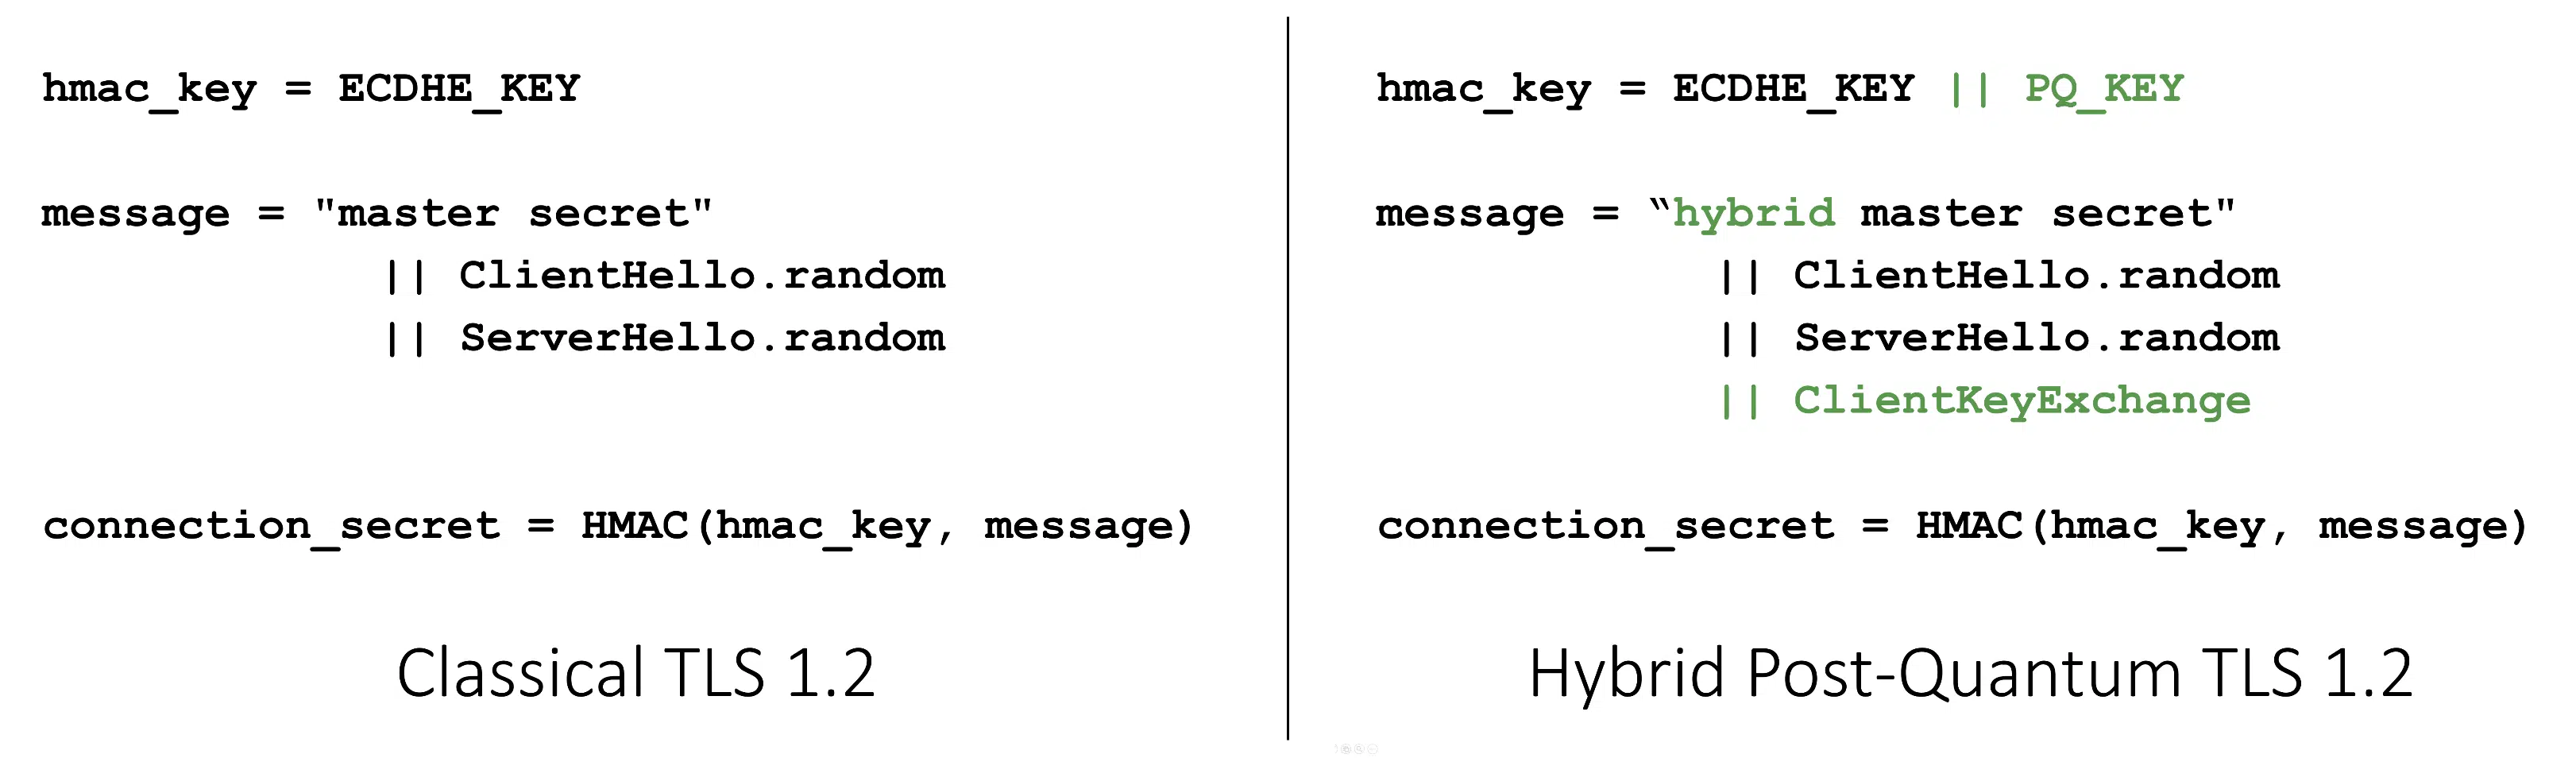 hmac_key = ECDHE_KEY
message = "master secret"
|| ClientHello.random
|| ServerHello.random
connection_secret = HMAC(hmac_key, message)
Classical TLS 1.2
hmac_key = ECDHE_KEY || PQ_KEY
message = “hybrid master secret"
|| ClientHello.random
|| ServerHello.random
|| ClientKeyExchange
connection_secret = HMAC(hmac_key, message)
Hybrid Post-Quantum TLS 1.2